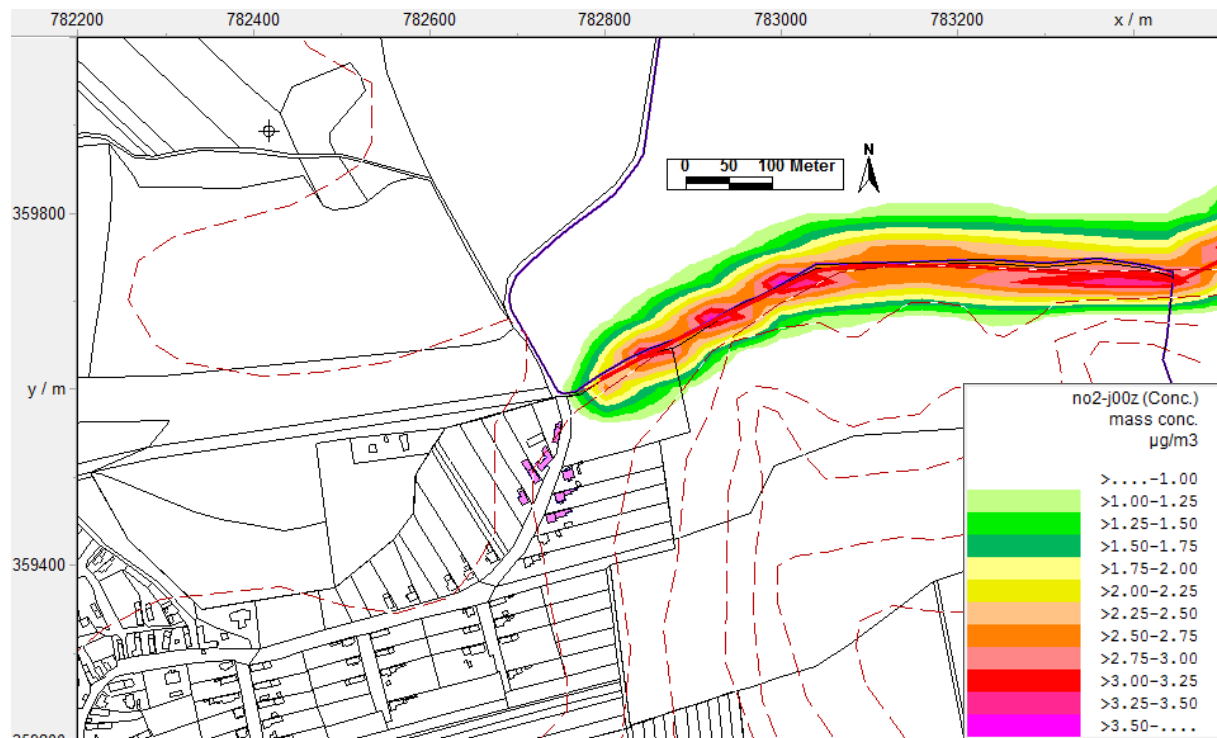 782200 782400 782600 782800 783000 783200 x / m
N
0 50 100 Meter
359800
y / m
no2-j00z (Conc.)
mass conc.
µg/m3
>....-1.00
>1.00-1.25
>1.25-1.50
>1.50-1.75
>1.75-2.00
>2.00-2.25
>2.25-2.50
>2.50-2.75
>2.75-3.00
>3.00-3.25
>3.25-3.50
>3.50-....
359400